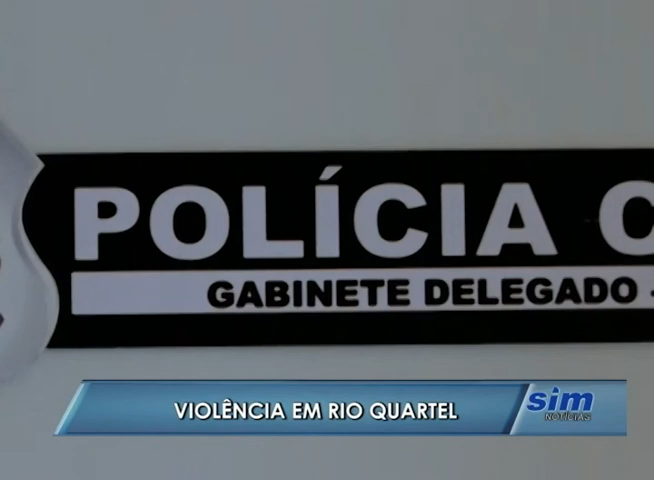 POLÍCIA C
GABINETE DELEGADO -
VIOLÊNCIA EM RIO QUARTEL
sim
NOTÍCIAS